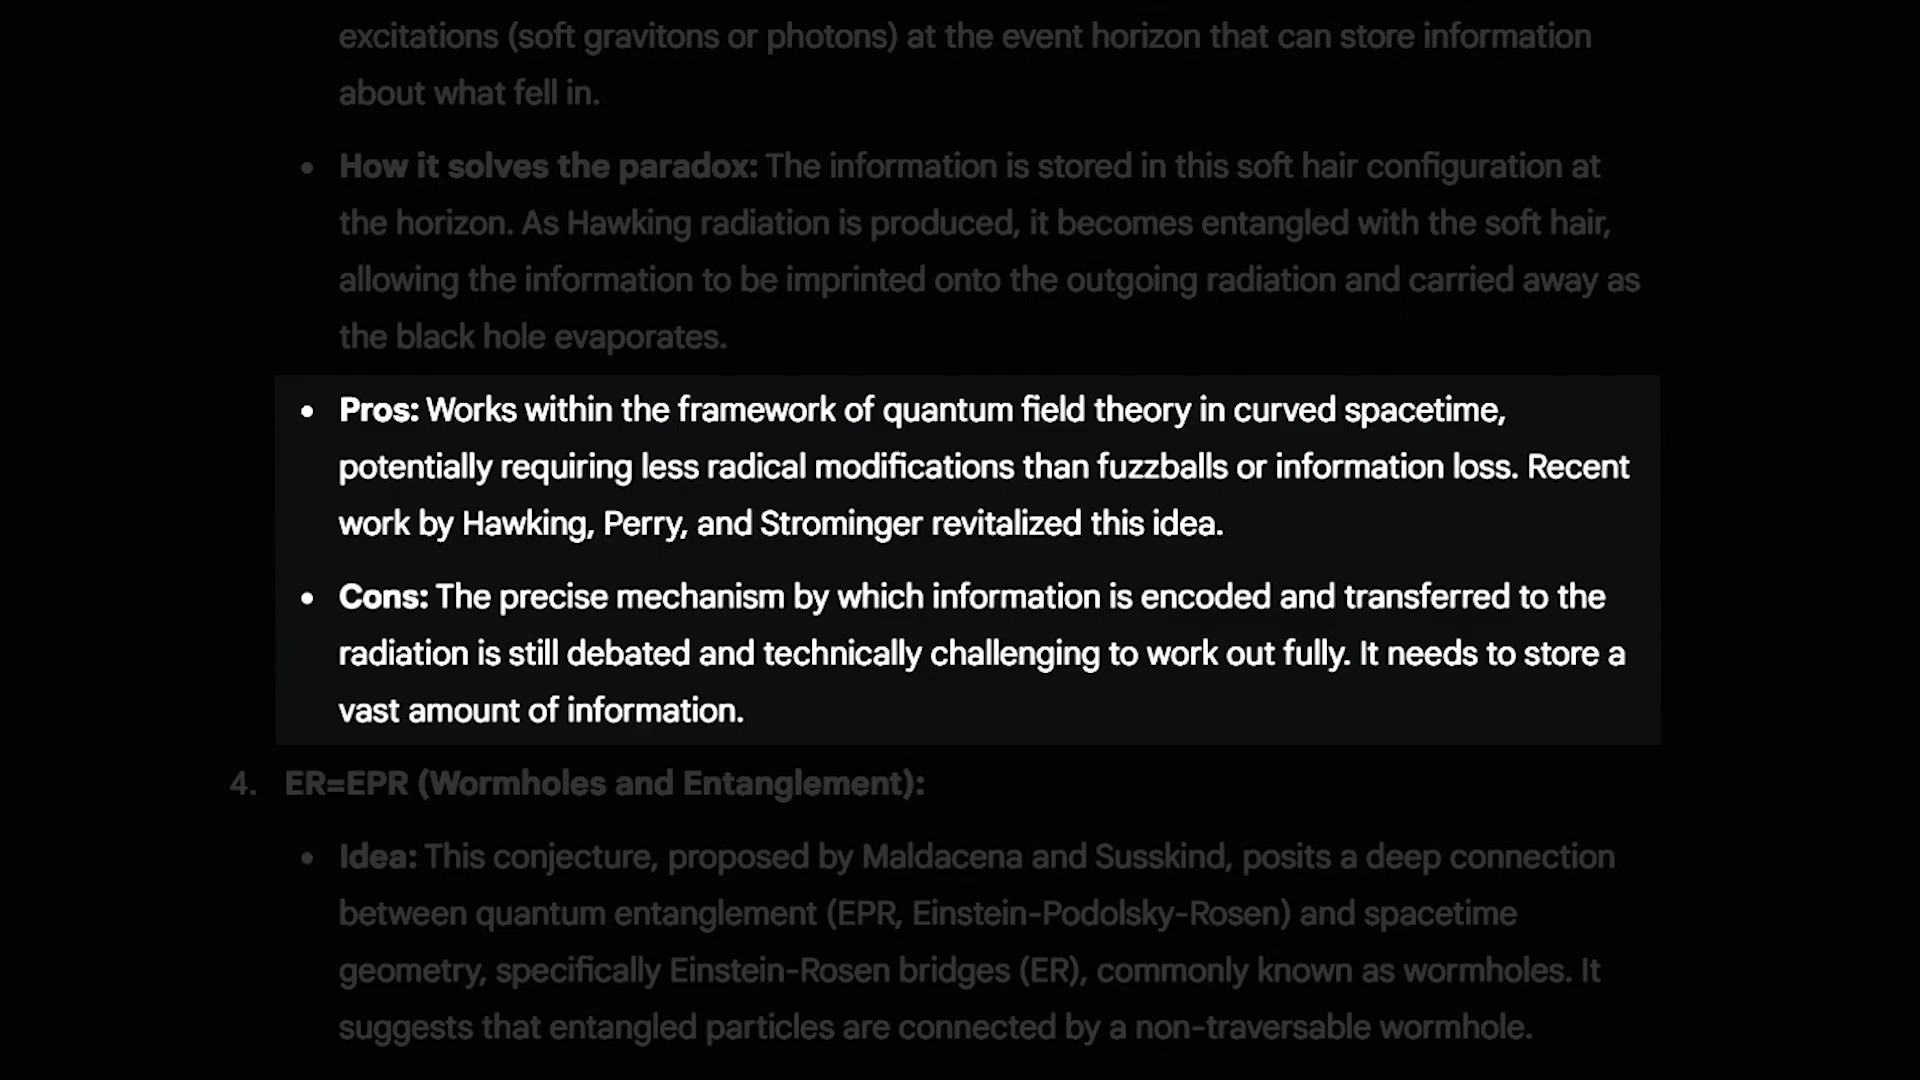 excitations (soft gravitons or photons) at the event horizon that can store information
about what fell in.
• How it solves the paradox: The information is stored in this soft hair configuration at
the horizon. As Hawking radiation is produced, it becomes entangled with the soft hair,
allowing the information to be imprinted onto the outgoing radiation and carried away as
the black hole evaporates.
• Pros: Works within the framework of quantum field theory in curved spacetime,
potentially requiring less radical modifications than fuzzballs or information loss. Recent
work by Hawking, Perry, and Strominger revitalized this idea.
• Cons: The precise mechanism by which information is encoded and transferred to the
radiation is still debated and technically challenging to work out fully. It needs to store a
vast amount of information.
4. ER=EPR (Wormholes and Entanglement):
• Idea: This conjecture, proposed by Maldacena and Susskind, posits a deep connection
between quantum entanglement (EPR, Einstein-Podolsky-Rosen) and spacetime
geometry, specifically Einstein-Rosen bridges (ER), commonly known as wormholes. It
suggests that entangled particles are connected by a non-traversable wormhole.